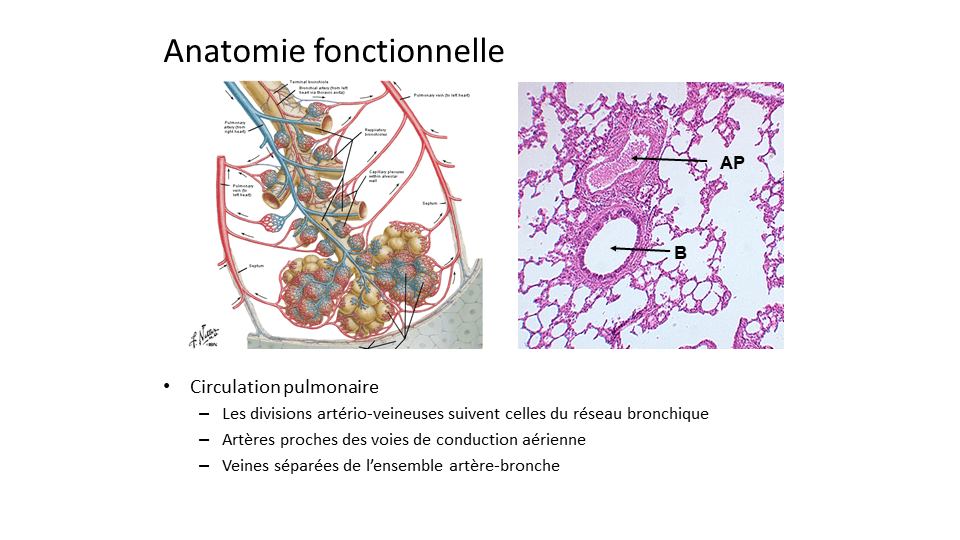 Anatomie fonctionnelle
Terminal bronchiole
Bronchial artery (from left
heart via thoracic aorta)
Pulmonary vein (to left heart)
Pulmonary
artery (from
right heart)
Respiratory
bronchioles
Capillary plexuses
within alveolar
wall
Pulmonary
vein (to
left heart)
Septum
Septum
F. Netter
AP
B
• Circulation pulmonaire
– Les divisions artério-veineuses suivent celles du réseau bronchique
– Artères proches des voies de conduction aérienne
– Veines séparées de l’ensemble artère-bronche